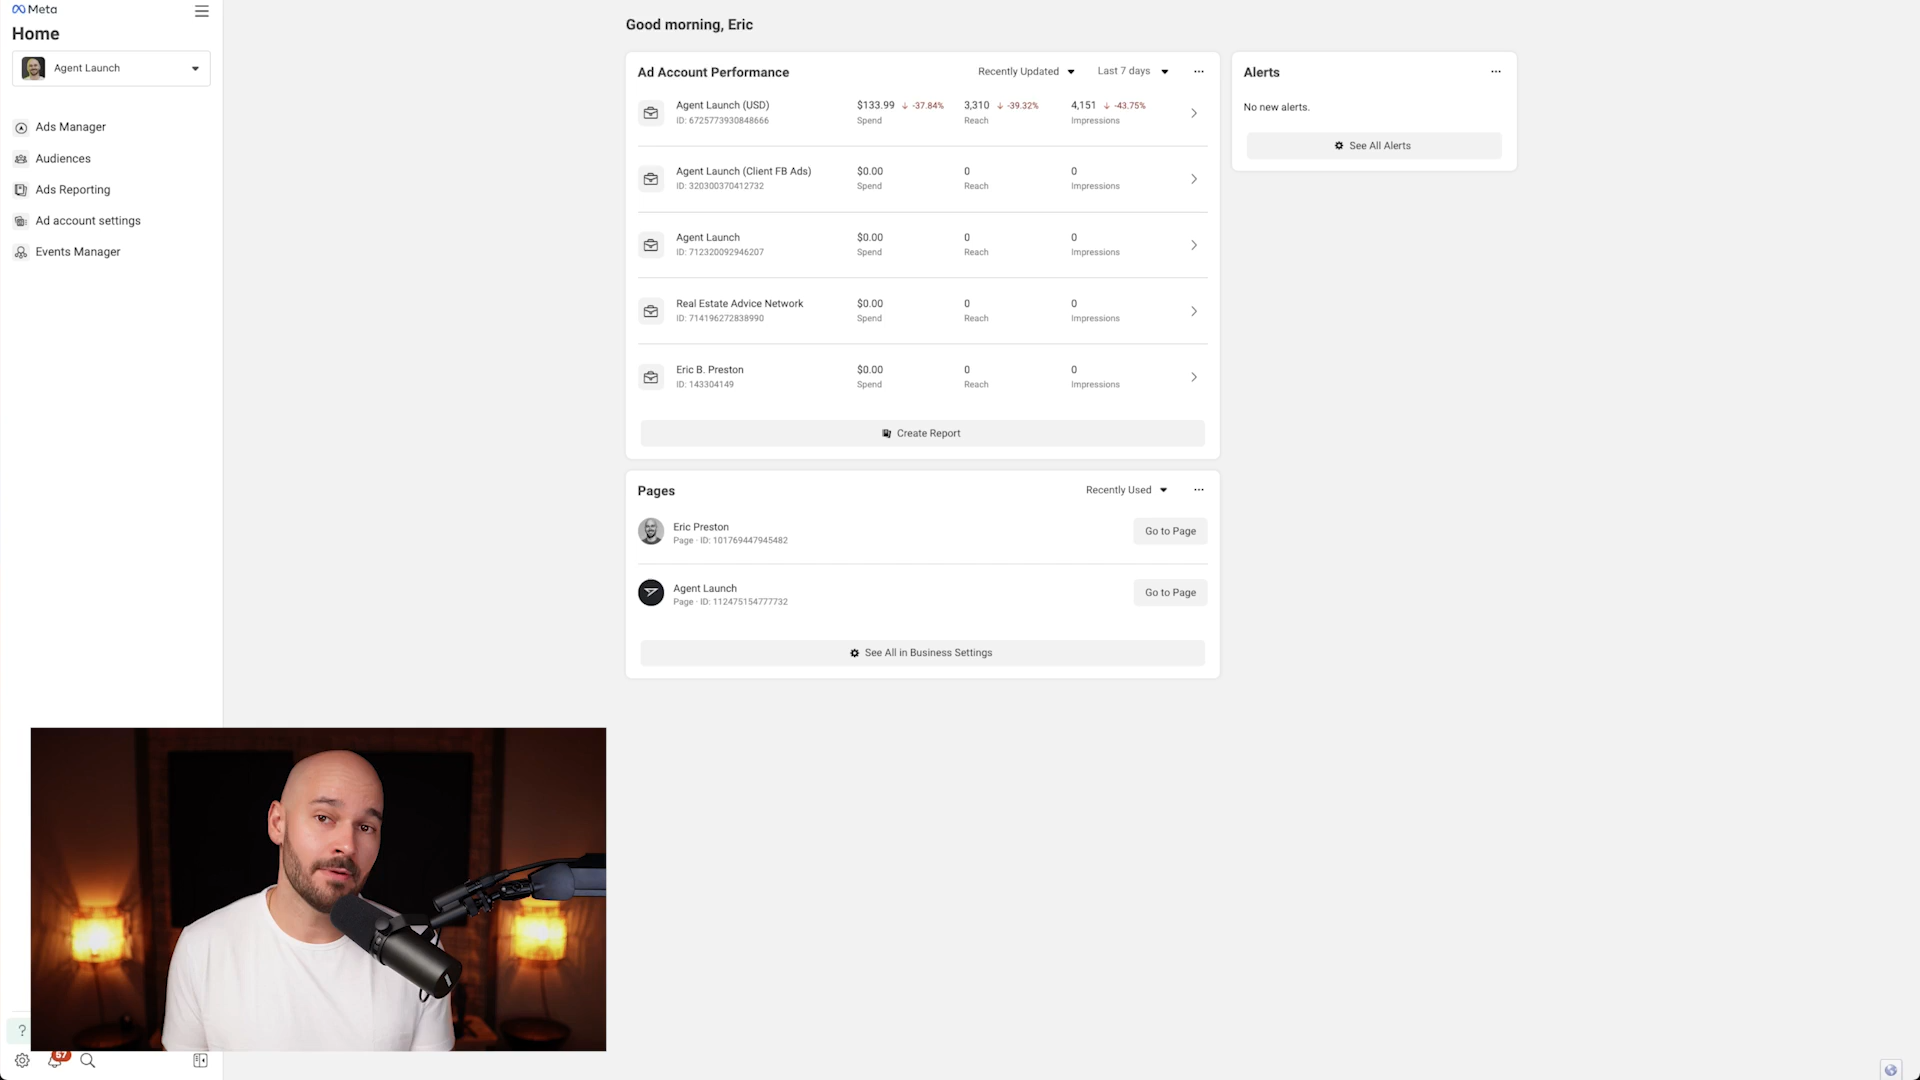 Meta
Home
Agent Launch
Ads Manager
Audiences
Ads Reporting
Ad account settings
Events Manager
?
57
Good morning, Eric
Ad Account Performance
Recently Updated
Last 7 days
Agent Launch (USD)
ID: 6725773930848666
$133.99 ↓ -37.84%
Spend
3,310 ↓ -39.32%
Reach
4,151 ↓ -43.75%
Impressions
Agent Launch (Client FB Ads)
ID: 320300370412732
$0.00
Spend
0
Reach
0
Impressions
Agent Launch
ID: 712320092946207
$0.00
Spend
0
Reach
0
Impressions
Real Estate Advice Network
ID: 714196272838990
$0.00
Spend
0
Reach
0
Impressions
Eric B. Preston
ID: 143304149
$0.00
Spend
0
Reach
0
Impressions
Create Report
Pages
Recently Used
Eric Preston
Page · ID: 101769447945482
Go to Page
Agent Launch
Page · ID: 112475154777732
Go to Page
See All in Business Settings
Alerts
No new alerts.
See All Alerts